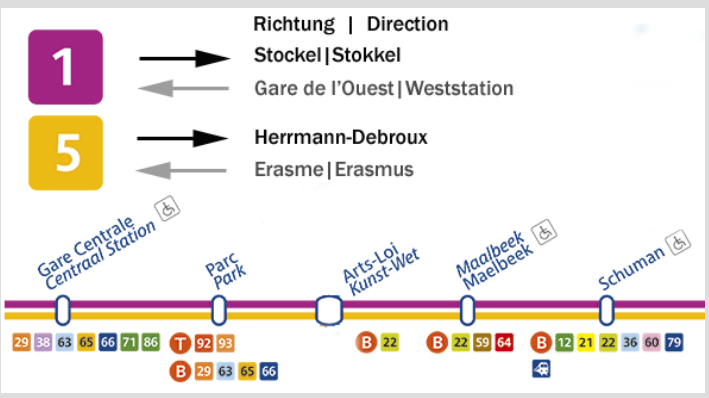 Richtung | Direction
1
Stockel|Stokkel
Gare de l'Ouest|Weststation
5
Herrmann-Debroux
Erasme|Erasmus
Gare Centrale
Centraal Station
Parc
Park
Arts-Loi
Kunst-Wet
Maalbeek
Maelbeek
Schuman
29 38 63 65 66 71 86
T 92 93
B 29 63 65 66
B 22
B 22 59 64
B 12 21 22 36 60 79